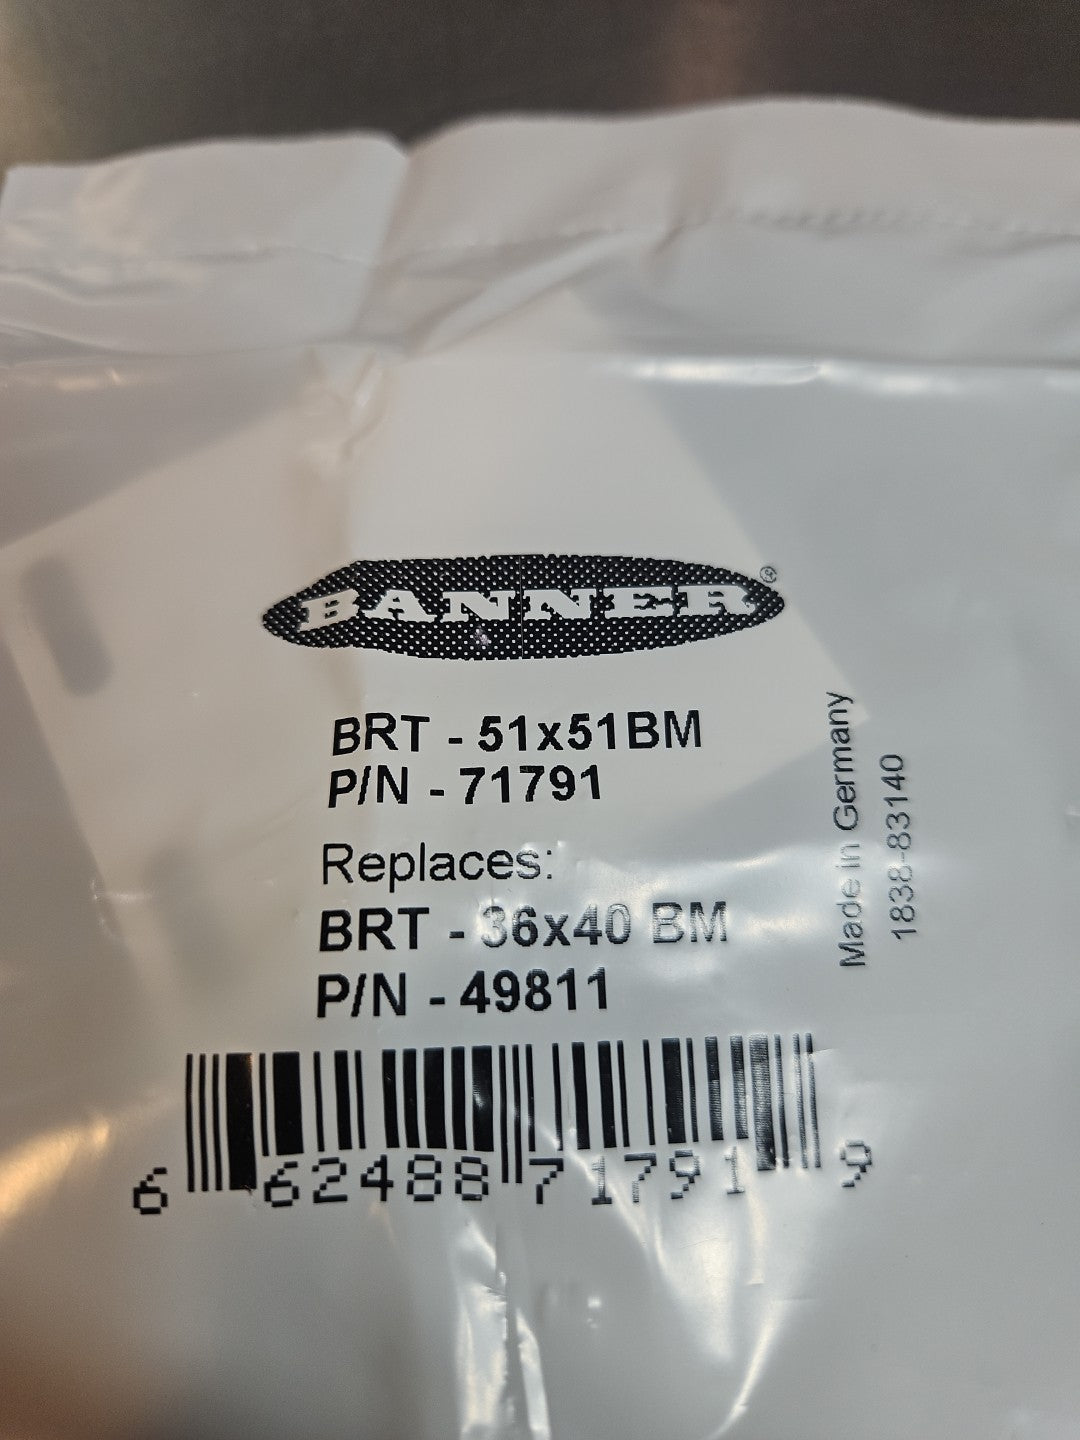 BANNER®
BRT - 51x51BM
P/N - 71791
Replaces:
BRT - 36x40 BM
P/N - 49811
Made in Germany
1838-83140
6 62488 71791 9